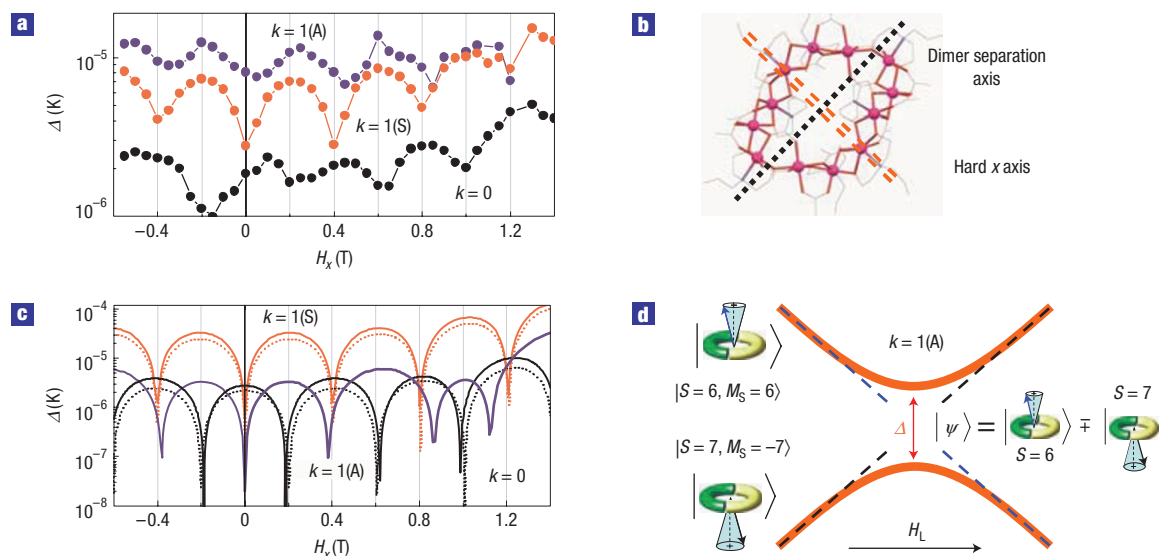 a
k = 1(A)
10⁻⁵
Δ (K)
k = 1(S)
k = 0
10⁻⁶
−0.4
0
0.4
0.8
1.2
Hₓ (T)
b
Dimer separation
axis
Hard x axis
c
10⁻⁴
k = 1(S)
10⁻⁵
10⁻⁶
Δ (K)
10⁻⁷
k = 1(A)
k = 0
10⁻⁸
−0.4
0
0.4
0.8
1.2
Hₓ (T)
d
k = 1(A)
|S = 6, M_S = 6⟩
|S = 7, M_S = −7⟩
Δ
|ψ⟩ = | ⟩ ∓ | ⟩
S = 6
S = 7
H_L